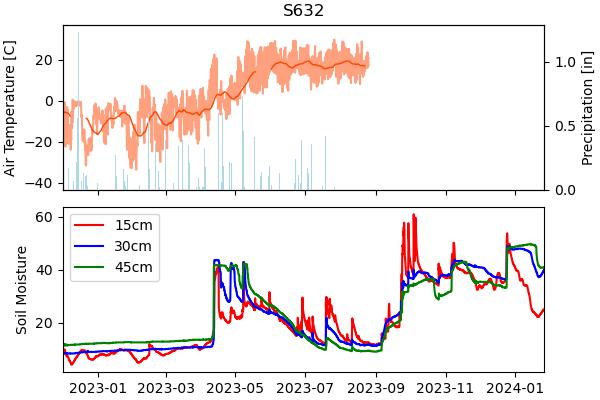 S632
Air Temperature [C]
20
0
−20
−40
Precipitation [in]
1.0
0.5
0.0
Soil Moisture
60
40
20
15cm
30cm
45cm
2023-01 2023-03 2023-05 2023-07 2023-09 2023-11 2024-01